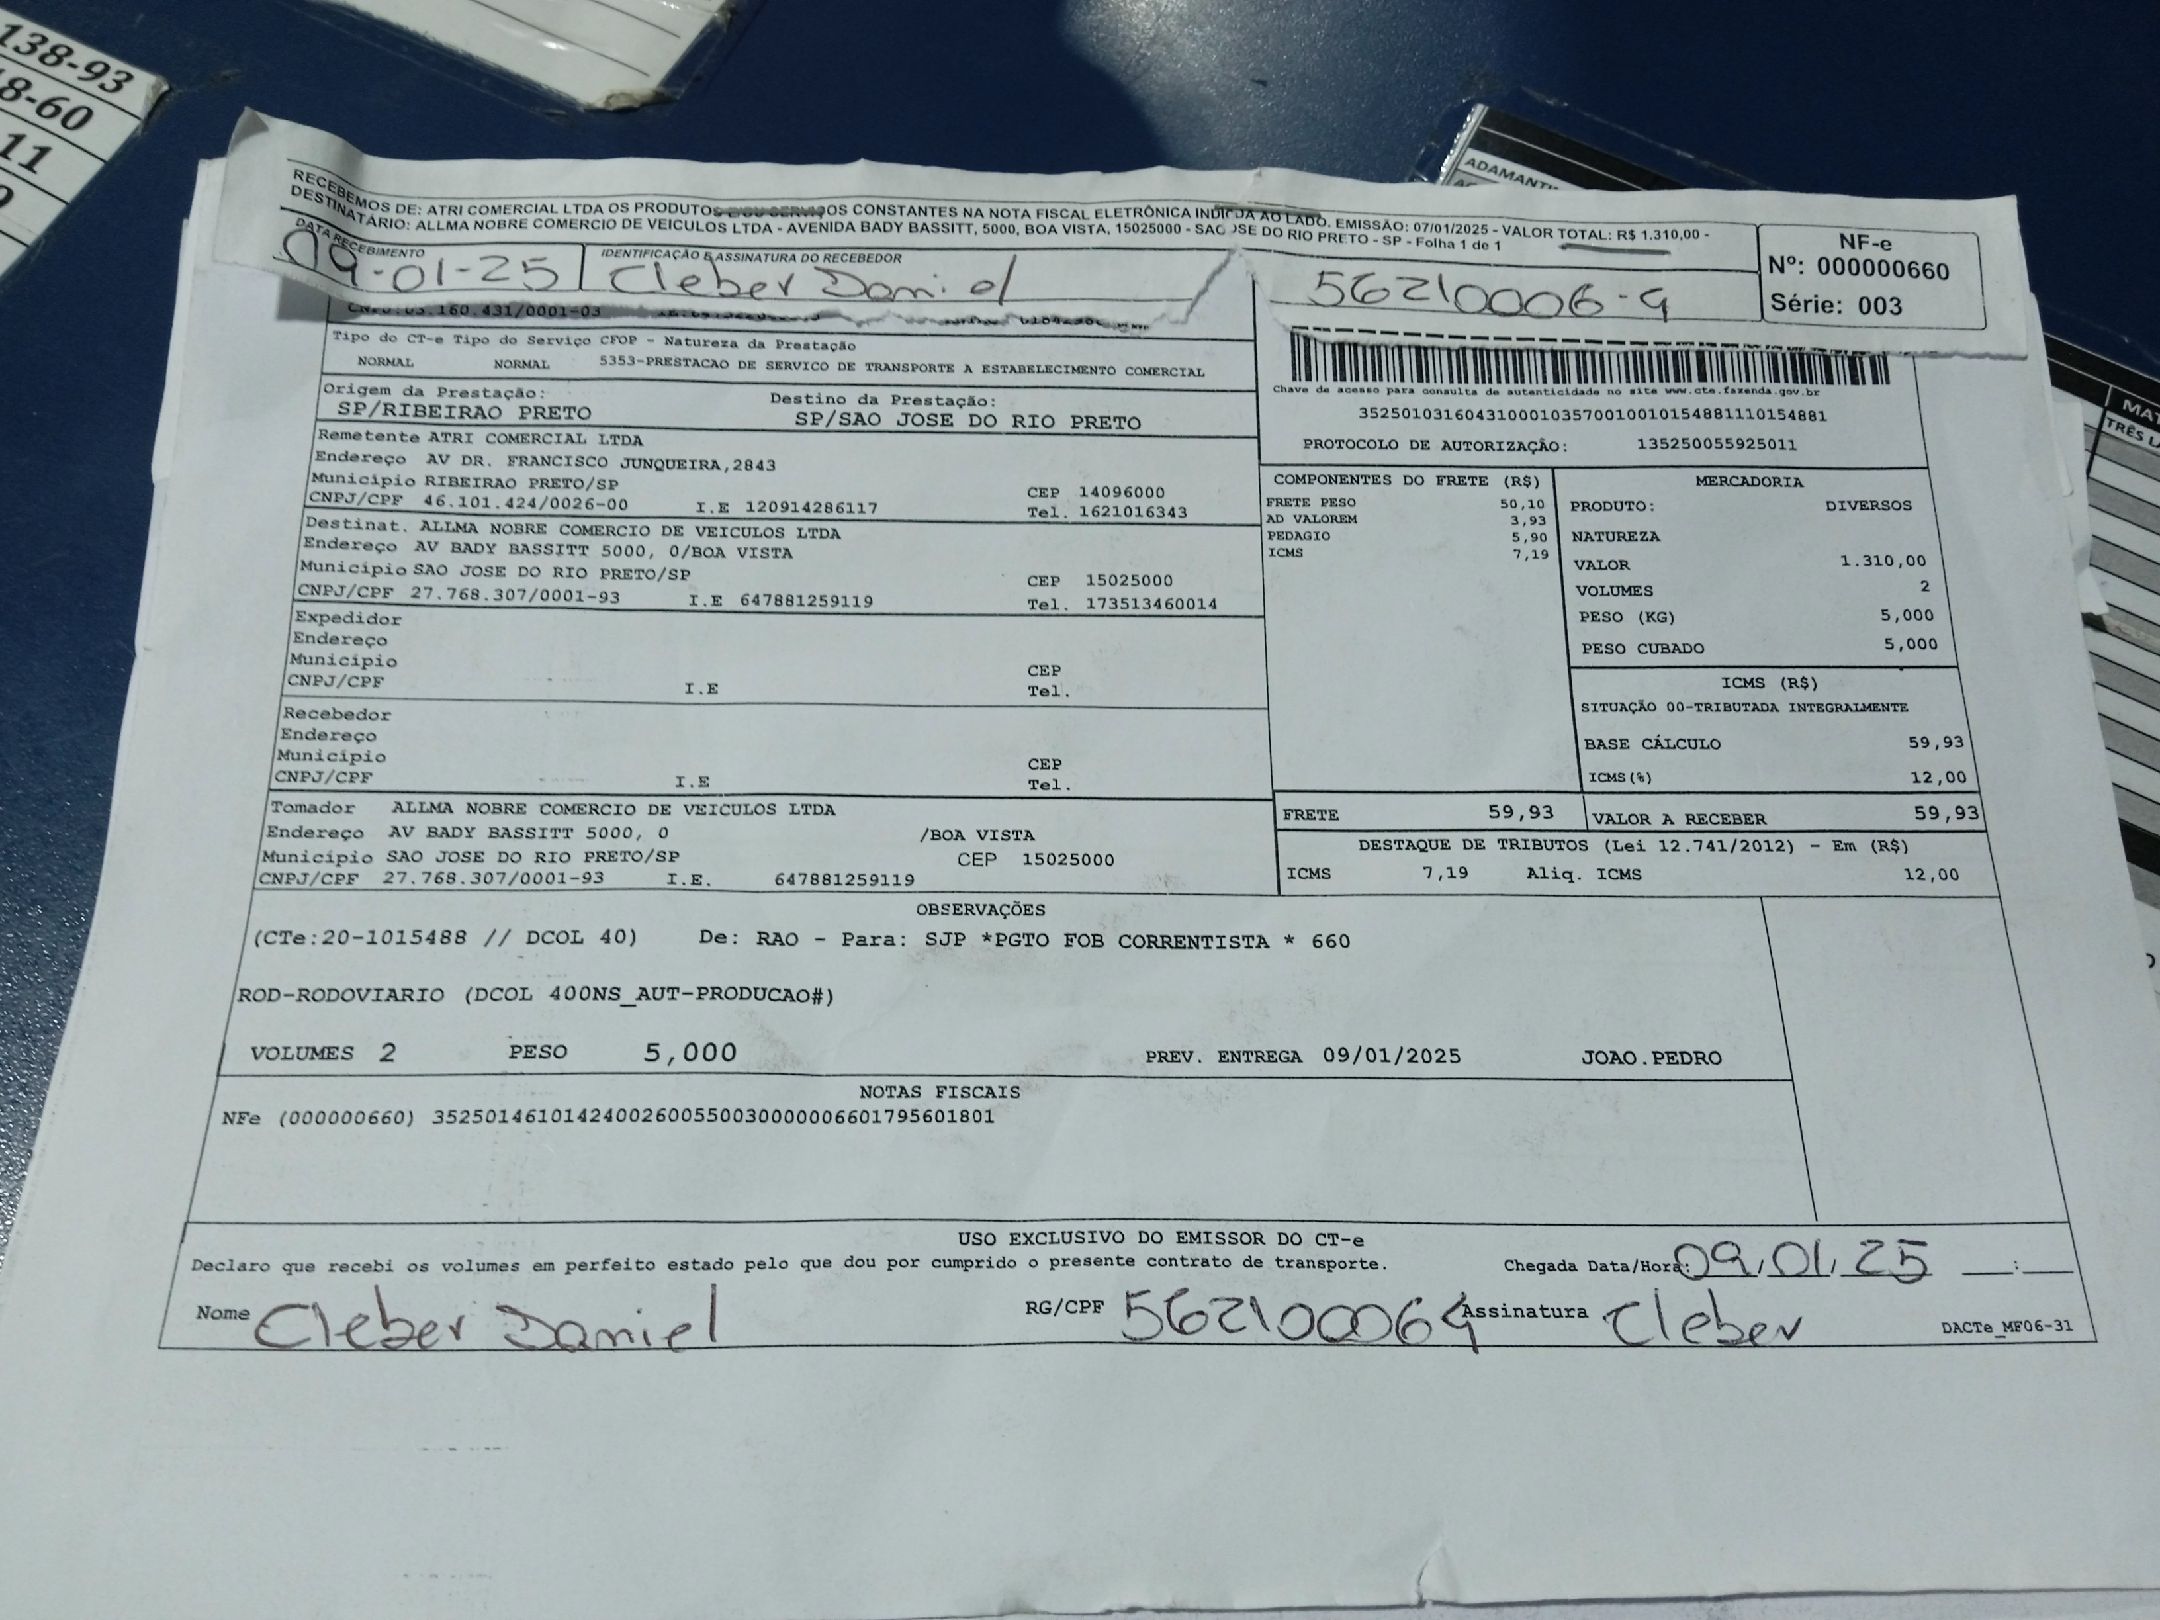 138-93
8-60
11
ADAMANTI
RECEBEMOS DE: ATRI COMERCIAL LTDA OS PRODUTOS E/OU SERVIÇOS CONSTANTES NA NOTA FISCAL ELETRÔNICA INDICADA AO LADO. EMISSÃO: 07/01/2025 - VALOR TOTAL: R$ 1.310,00 -
DESTINATÁRIO: ALLMA NOBRE COMERCIO DE VEICULOS LTDA - AVENIDA BADY BASSITT, 5000, BOA VISTA, 15025000 - SAO JOSE DO RIO PRETO - SP - Folha 1 de 1
NF-e
Nº: 000000660
Série: 003
DATA RECEBIMENTO IDENTIFICAÇÃO E ASSINATURA DO RECEBEDOR
09-01-25 Cleber Daniel 56210006-9
CNPJ:03.160.431/0001-03
Tipo do CT-e Tipo do Serviço CFOP - Natureza da Prestação
NORMAL NORMAL 5353-PRESTACAO DE SERVICO DE TRANSPORTE A ESTABELECIMENTO COMERCIAL
Chave de acesso para consulta de autenticidade no site www.cte.fazenda.gov.br
35250103160431000103570010010154881110154881
PROTOCOLO DE AUTORIZAÇÃO: 135250055925011
Origem da Prestação: Destino da Prestação:
SP/RIBEIRAO PRETO SP/SAO JOSE DO RIO PRETO
Remetente ATRI COMERCIAL LTDA
Endereço AV DR. FRANCISCO JUNQUEIRA,2843
Município RIBEIRAO PRETO/SP CEP 14096000
CNPJ/CPF 46.101.424/0026-00 I.E 120914286117 Tel. 1621016343
Destinat. ALLMA NOBRE COMERCIO DE VEICULOS LTDA
Endereço AV BADY BASSITT 5000, 0/BOA VISTA
Município SAO JOSE DO RIO PRETO/SP CEP 15025000
CNPJ/CPF 27.768.307/0001-93 I.E 647881259119 Tel. 173513460014
Expedidor
Endereço
Município CEP
CNPJ/CPF I.E Tel.
Recebedor
Endereço
Município CEP
CNPJ/CPF I.E Tel.
Tomador ALLMA NOBRE COMERCIO DE VEICULOS LTDA
Endereço AV BADY BASSITT 5000, 0 /BOA VISTA
Município SAO JOSE DO RIO PRETO/SP CEP 15025000
CNPJ/CPF 27.768.307/0001-93 I.E. 647881259119
COMPONENTES DO FRETE (R$)
FRETE PESO 50,10
AD VALOREM 3,93
PEDAGIO 5,90
ICMS 7,19
MERCADORIA
PRODUTO: DIVERSOS
NATUREZA
VALOR 1.310,00
VOLUMES 2
PESO (KG) 5,000
PESO CUBADO 5,000
ICMS (R$)
SITUAÇÃO 00-TRIBUTADA INTEGRALMENTE
BASE CÁLCULO 59,93
ICMS(%) 12,00
FRETE 59,93 VALOR A RECEBER 59,93
DESTAQUE DE TRIBUTOS (Lei 12.741/2012) - Em (R$)
ICMS 7,19 Aliq. ICMS 12,00
OBSERVAÇÕES
(CTe:20-1015488 // DCOL 40) De: RAO - Para: SJP *PGTO FOB CORRENTISTA * 660
ROD-RODOVIARIO (DCOL 400NS_AUT-PRODUCAO#)
VOLUMES 2 PESO 5,000 PREV. ENTREGA 09/01/2025 JOAO.PEDRO
NOTAS FISCAIS
NFe (000000660) 35250146101424002600550030000006601795601801
USO EXCLUSIVO DO EMISSOR DO CT-e
Declaro que recebi os volumes em perfeito estado pelo que dou por cumprido o presente contrato de transporte. Chegada Data/Hora: 09,01,25 __:__
Nome Cleber Daniel RG/CPF 562100069 Assinatura Cleber DACTe_MF06-31
MAT
TRÊS LA